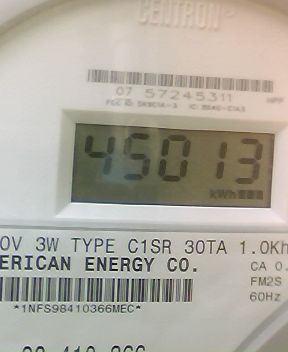 CENTRON
07 57245311
45013
kWh
0V 3W TYPE C1SR 30TA 1.0Kh
ERICAN ENERGY CO.
CA 0.
FM2S
60Hz
*1NFS98410366MEC*